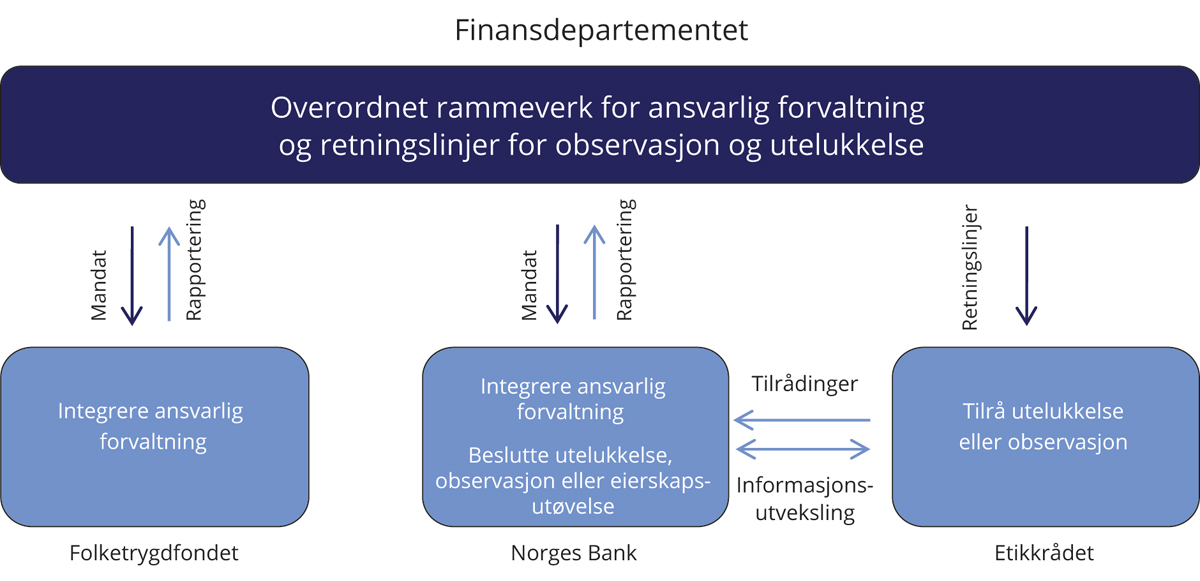 Finansdepartementet
Overordnet rammeverk for ansvarlig forvaltning
og retningslinjer for observasjon og utelukkelse
Mandat
Rapportering
Mandat
Rapportering
Retningslinjer
Integrere ansvarlig
forvaltning
Integrere ansvarlig
forvaltning
Beslutte utelukkelse,
observasjon eller eierskaps-
utøvelse
Tilrådinger
Informasjons-
utveksling
Tilrå utelukkelse
eller observasjon
Folketrygdfondet
Norges Bank
Etikkrådet